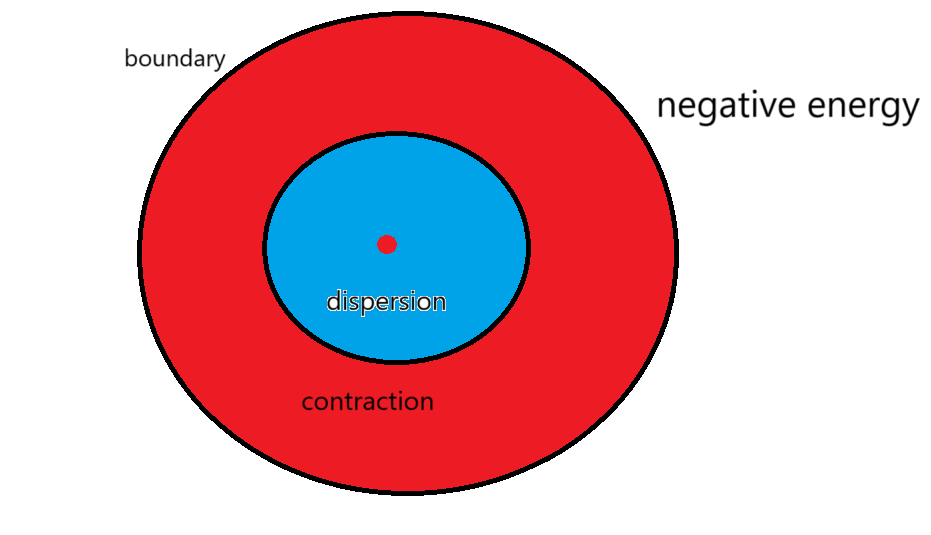 boundary
negative energy
dispersion
contraction